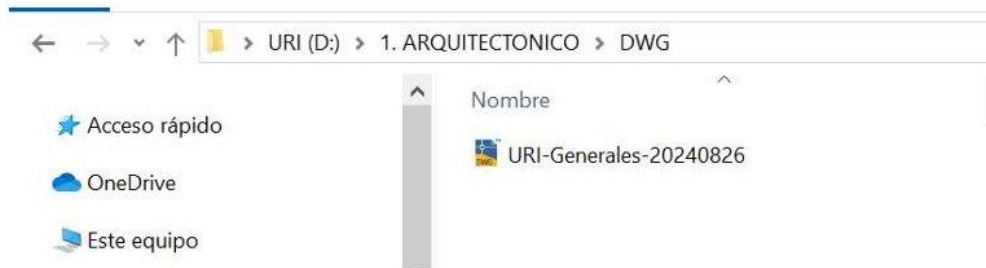 URI (D:) > 1. ARQUITECTONICO > DWG
Nombre
Acceso rápido
URI-Generales-20240826
OneDrive
Este equipo